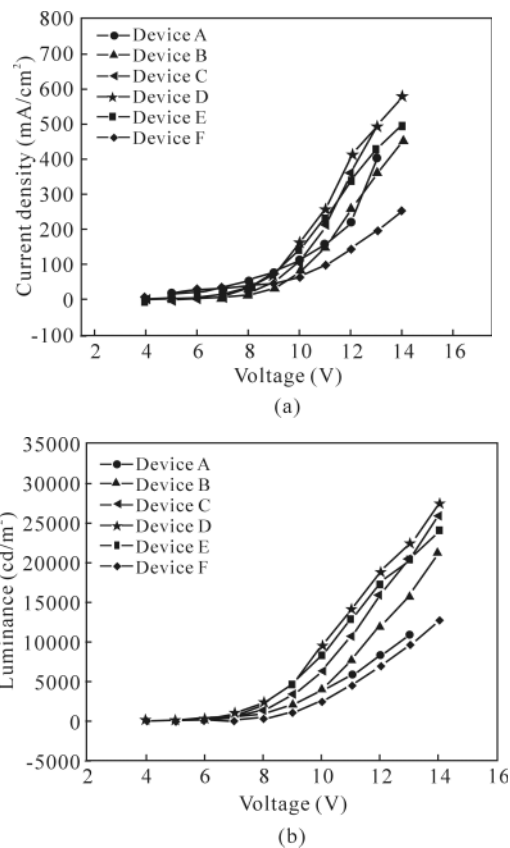 800
700
600
500
400
300
200
100
0
-100
Current density (mA/cm²)
Device A
Device B
Device C
Device D
Device E
Device F
2 4 6 8 10 12 14 16
Voltage (V)
(a)
35000
30000
25000
20000
15000
10000
5000
0
-5000
Luminance (cd/m²)
Device A
Device B
Device C
Device D
Device E
Device F
2 4 6 8 10 12 14 16
Voltage (V)
(b)